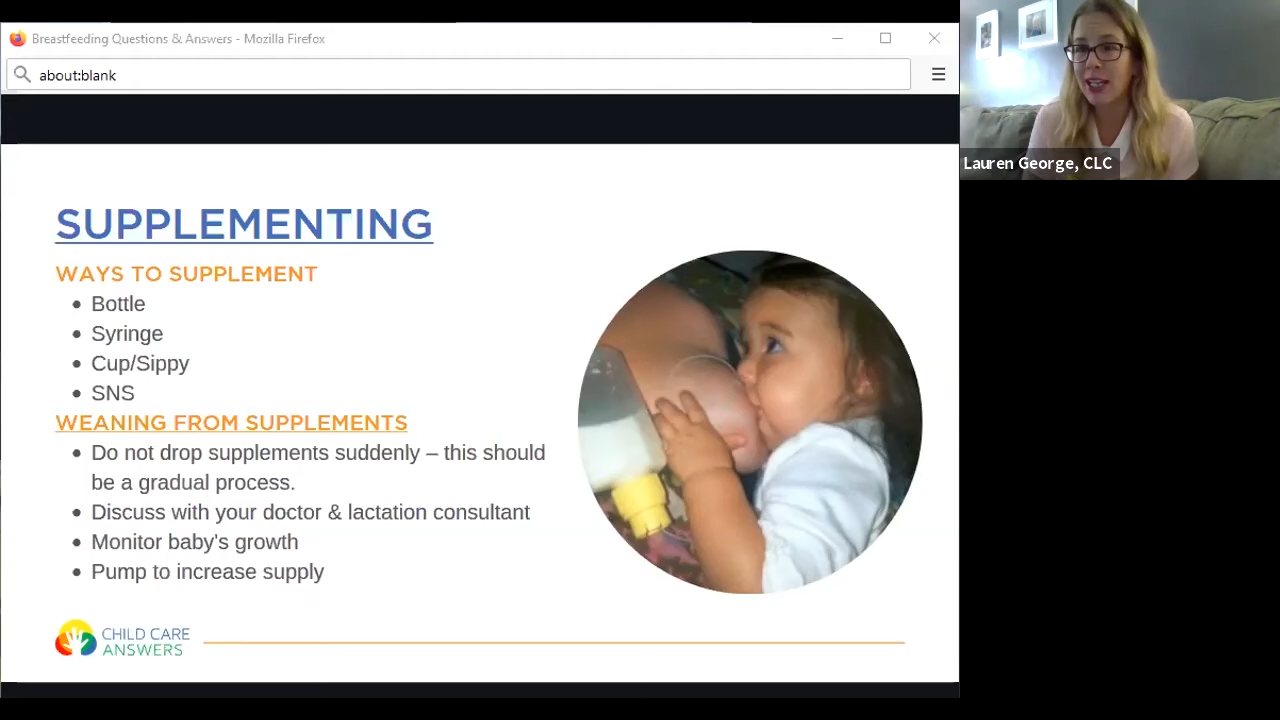 Breastfeeding Questions & Answers - Mozilla Firefox
about:blank
Lauren George, CLC
SUPPLEMENTING
WAYS TO SUPPLEMENT
• Bottle
• Syringe
• Cup/Sippy
• SNS
WEANING FROM SUPPLEMENTS
• Do not drop supplements suddenly – this should
be a gradual process.
• Discuss with your doctor & lactation consultant
• Monitor baby's growth
• Pump to increase supply
CHILD CARE
ANSWERS